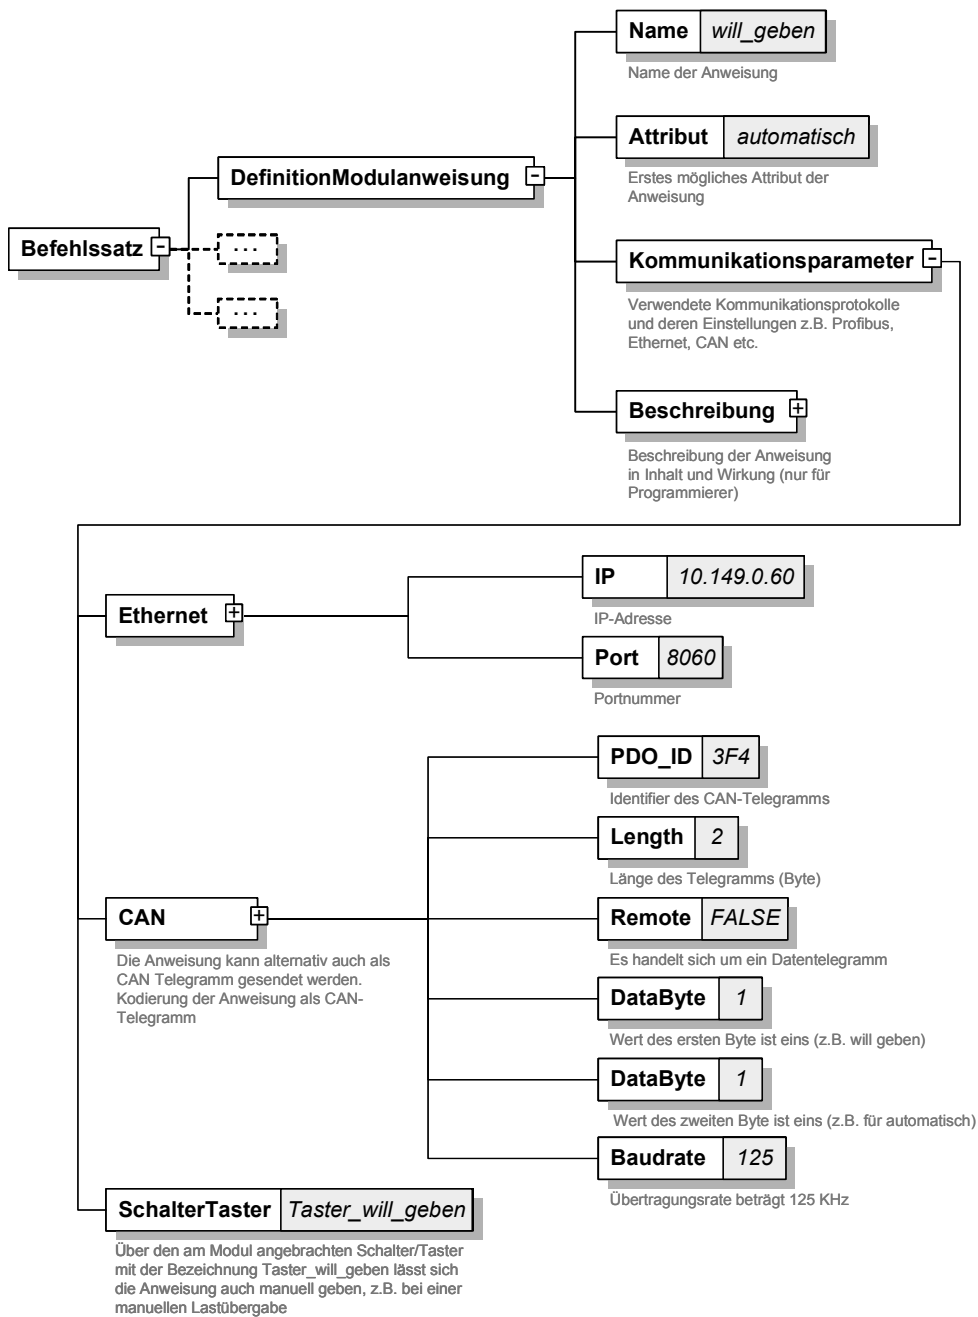 Name will_geben
Name der Anweisung
Attribut automatisch
Erstes mögliches Attribut der
Anweisung
DefinitionModulanweisung
Befehlssatz
...
...
Kommunikationsparameter
Verwendete Kommunikationsprotokolle
und deren Einstellungen z.B. Profibus,
Ethernet, CAN etc.
Beschreibung
Beschreibung der Anweisung
in Inhalt und Wirkung (nur für
Programmierer)
Ethernet
IP 10.149.0.60
IP-Adresse
Port 8060
Portnummer
CAN
Die Anweisung kann alternativ auch als
CAN Telegramm gesendet werden.
Kodierung der Anweisung als CAN-
Telegramm
PDO_ID 3F4
Identifier des CAN-Telegramms
Length 2
Länge des Telegramms (Byte)
Remote FALSE
Es handelt sich um ein Datentelegramm
DataByte 1
Wert des ersten Byte ist eins (z.B. will geben)
DataByte 1
Wert des zweiten Byte ist eins (z.B. für automatisch)
Baudrate 125
Übertragungsrate beträgt 125 KHz
SchalterTaster Taster_will_geben
Über den am Modul angebrachten Schalter/Taster
mit der Bezeichnung Taster_will_geben lässt sich
die Anweisung auch manuell geben, z.B. bei einer
manuellen Lastübergabe